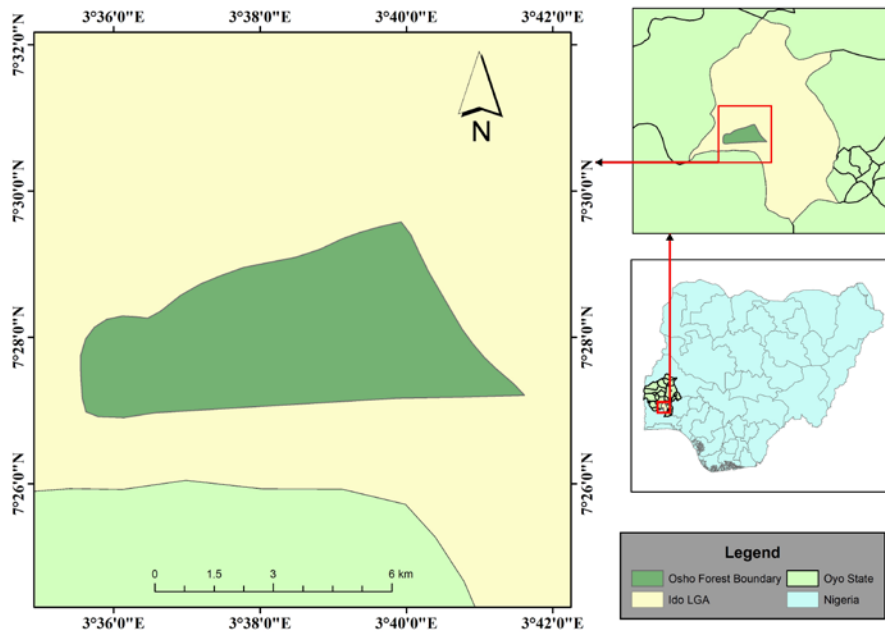 3°36'0"E 3°38'0"E 3°40'0"E 3°42'0"E
7°32'0"N 7°32'0"N
N
7°30'0"N 7°30'0"N
7°28'0"N 7°28'0"N
7°26'0"N 7°26'0"N
0 1.5 3 6 km
3°36'0"E 3°38'0"E 3°40'0"E 3°42'0"E
Legend
Osho Forest Boundary Oyo State
Ido LGA Nigeria